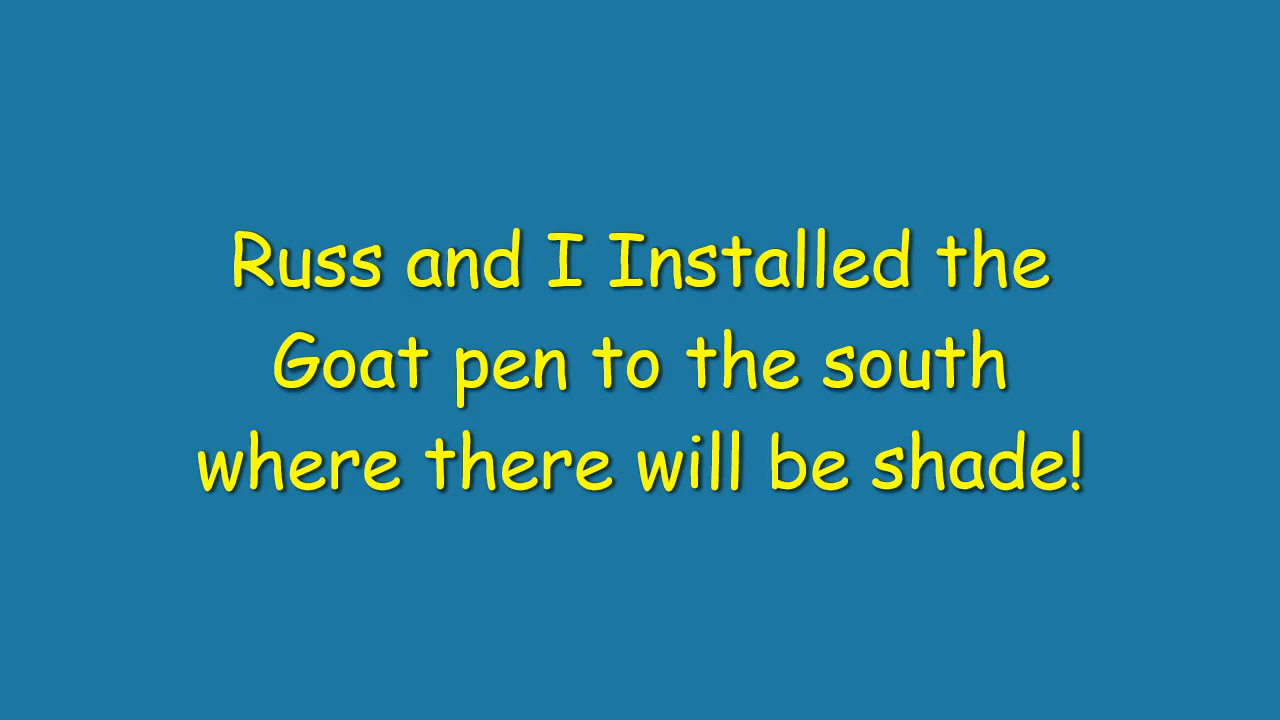 Russ and I Installed the
Goat pen to the south
where there will be shade!